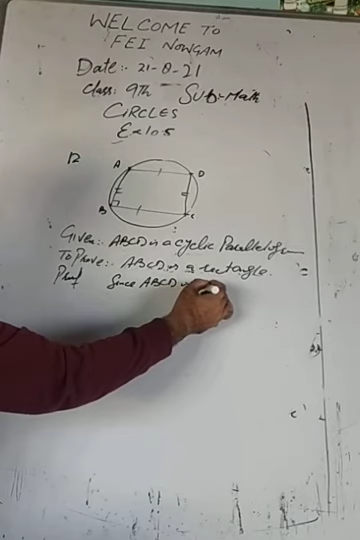 WELCOME TO
FEI NOWGAM
Date:- 21-8-21
Class: 9th Sub-Math
CIRCLES
Ex 10.5
12
A D
B C
Given:- ABCD is a cyclic Parallelogram
To Prove:- ABCD is a rectangle.
Proof Since ABCD is